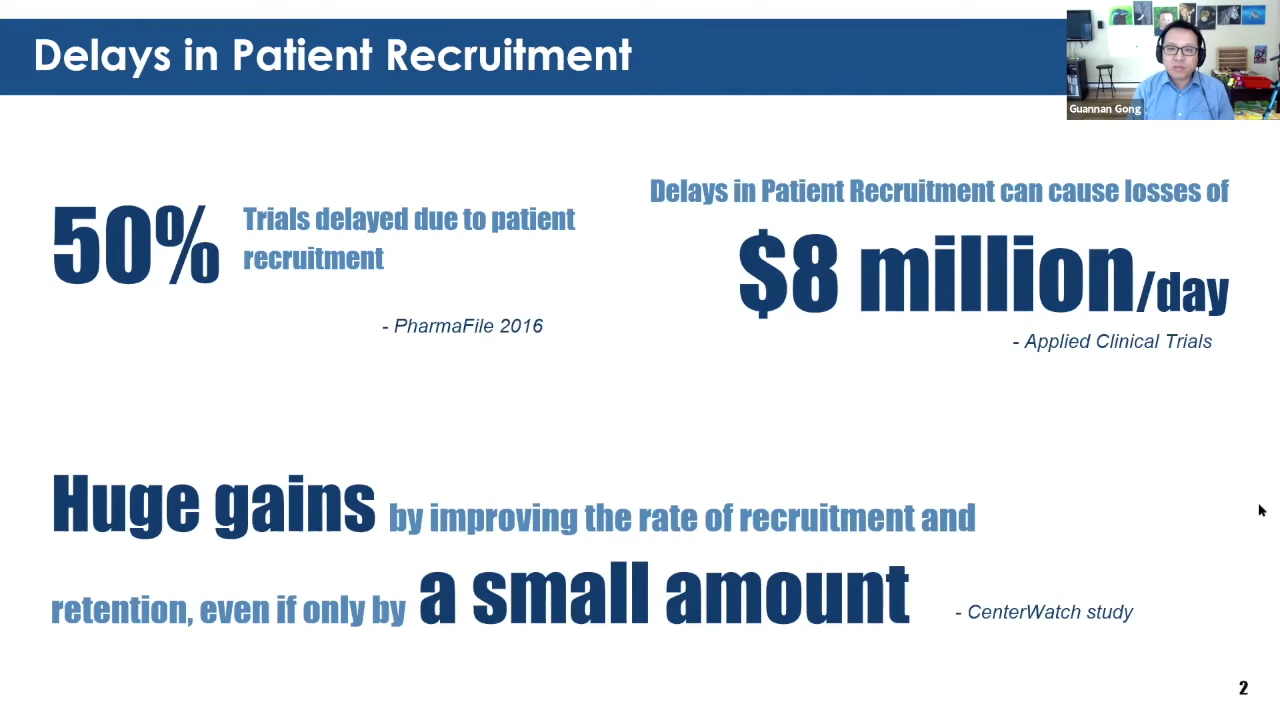 Delays in Patient Recruitment
Guannan Gong
50%
Trials delayed due to patient
recruitment
- PharmaFile 2016
Delays in Patient Recruitment can cause losses of
$8 million/day
- Applied Clinical Trials
Huge gains by improving the rate of recruitment and
retention, even if only by a small amount
- CenterWatch study
2